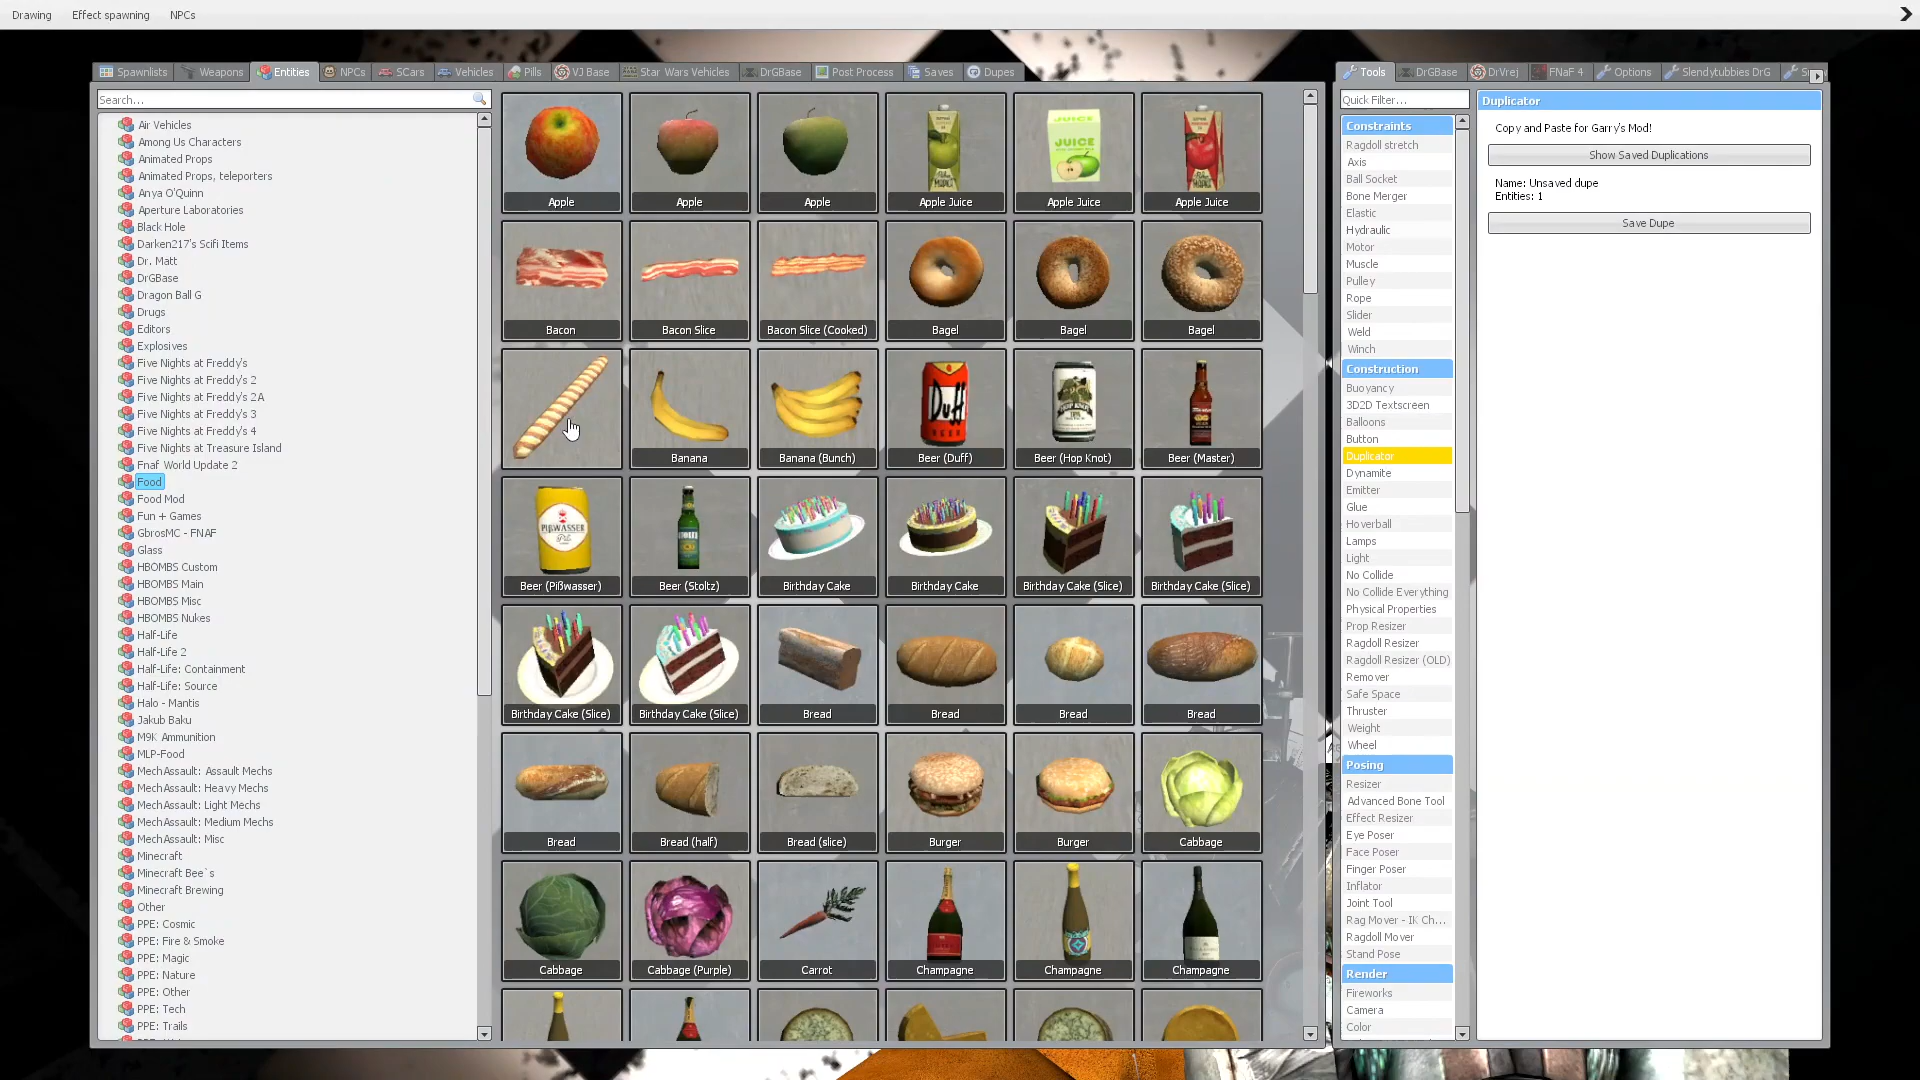 Drawing Effect spawning NPCs
Spawnlists Weapons Entities NPCs SCars Vehicles Pills VJ Base Star Wars Vehicles DrGBase Post Process Saves Dupes
Tools DrGBase DrVrej FNaF 4 Options Slendytubbies DrG
Search...
Air Vehicles
Among Us Characters
Animated Props
Animated Props, teleporters
Anya O'Quinn
Aperture Laboratories
Black Hole
Darken217's Scifi Items
Dr. Matt
DrGBase
Dragon Ball G
Drugs
Editors
Explosives
Five Nights at Freddy's
Five Nights at Freddy's 2
Five Nights at Freddy's 2A
Five Nights at Freddy's 3
Five Nights at Freddy's 4
Five Nights at Treasure Island
Fnaf World Update 2
Food
Food Mod
Fun + Games
GbrosMC - FNAF
Glass
HBOMBS Custom
HBOMBS Main
HBOMBS Misc
HBOMBS Nukes
Half-Life
Half-Life 2
Half-Life: Containment
Half-Life: Source
Halo - Mantis
Jakub Baku
M9K Ammunition
MLP-Food
MechAssault: Assault Mechs
MechAssault: Heavy Mechs
MechAssault: Light Mechs
MechAssault: Medium Mechs
MechAssault: Misc
Minecraft
Minecraft Bee`s
Minecraft Brewing
Other
PPE: Cosmic
PPE: Fire & Smoke
PPE: Magic
PPE: Nature
PPE: Other
PPE: Tech
PPE: Trails
JUICE
Apple Apple Apple Apple Juice Apple Juice Apple Juice
Bacon Bacon Slice Bacon Slice (Cooked) Bagel Bagel Bagel
Duff
BEER
Banana Banana (Bunch) Beer (Duff) Beer (Hop Knot) Beer (Master)
PIßWASSER
Beer (Pißwasser) Beer (Stoltz) Birthday Cake Birthday Cake Birthday Cake (Slice) Birthday Cake (Slice)
Birthday Cake (Slice) Birthday Cake (Slice) Bread Bread Bread Bread
Bread Bread (half) Bread (slice) Burger Burger Cabbage
Cabbage Cabbage (Purple) Carrot Champagne Champagne Champagne
Quick Filter...
Constraints
Ragdoll stretch
Axis
Ball Socket
Bone Merger
Elastic
Hydraulic
Motor
Muscle
Pulley
Rope
Slider
Weld
Winch
Construction
Buoyancy
3D2D Textscreen
Balloons
Button
Duplicator
Dynamite
Emitter
Glue
Hoverball
Lamps
Light
No Collide
No Collide Everything
Physical Properties
Prop Resizer
Ragdoll Resizer
Ragdoll Resizer (OLD)
Remover
Safe Space
Thruster
Weight
Wheel
Posing
Resizer
Advanced Bone Tool
Effect Resizer
Eye Poser
Face Poser
Finger Poser
Inflator
Joint Tool
Rag Mover - IK Ch...
Ragdoll Mover
Stand Pose
Render
Fireworks
Camera
Color
Duplicator
Copy and Paste for Garry's Mod!
Show Saved Duplications
Name: Unsaved dupe
Entities: 1
Save Dupe